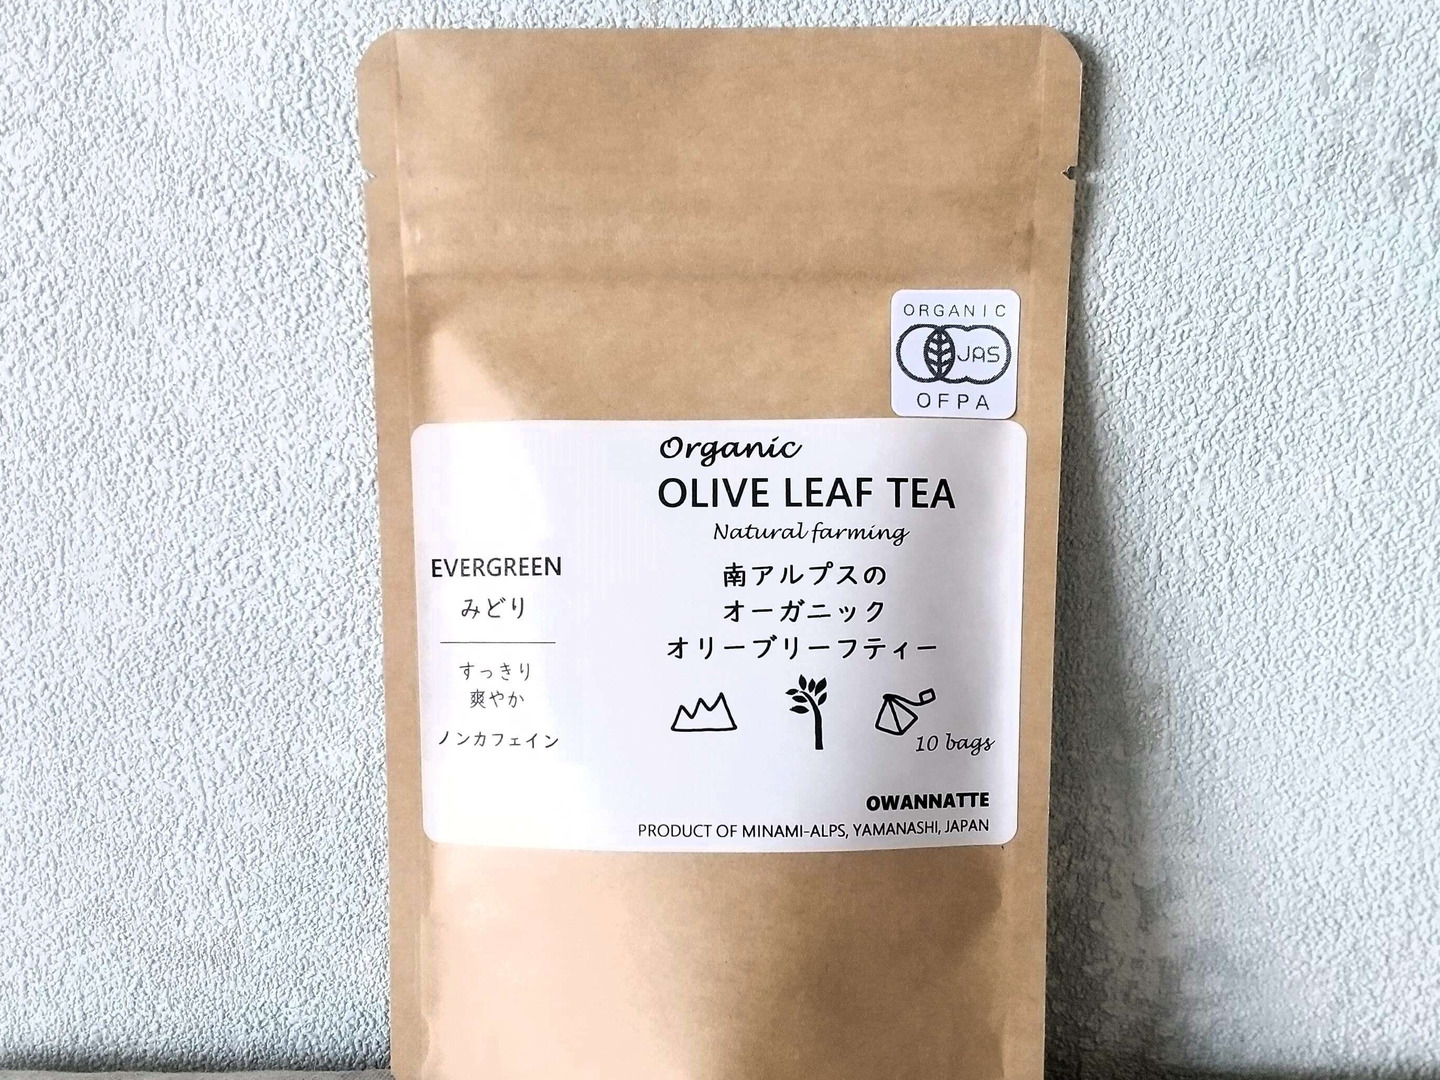 ORGANIC
JAS
OFPA
Organic
OLIVE LEAF TEA
Natural farming
南アルプスの
オーガニック
オリーブリーフティー
EVERGREEN
みどり
すっきり
爽やか
ノンカフェイン
10 bags
OWANNATTE
PRODUCT OF MINAMI-ALPS, YAMANASHI, JAPAN